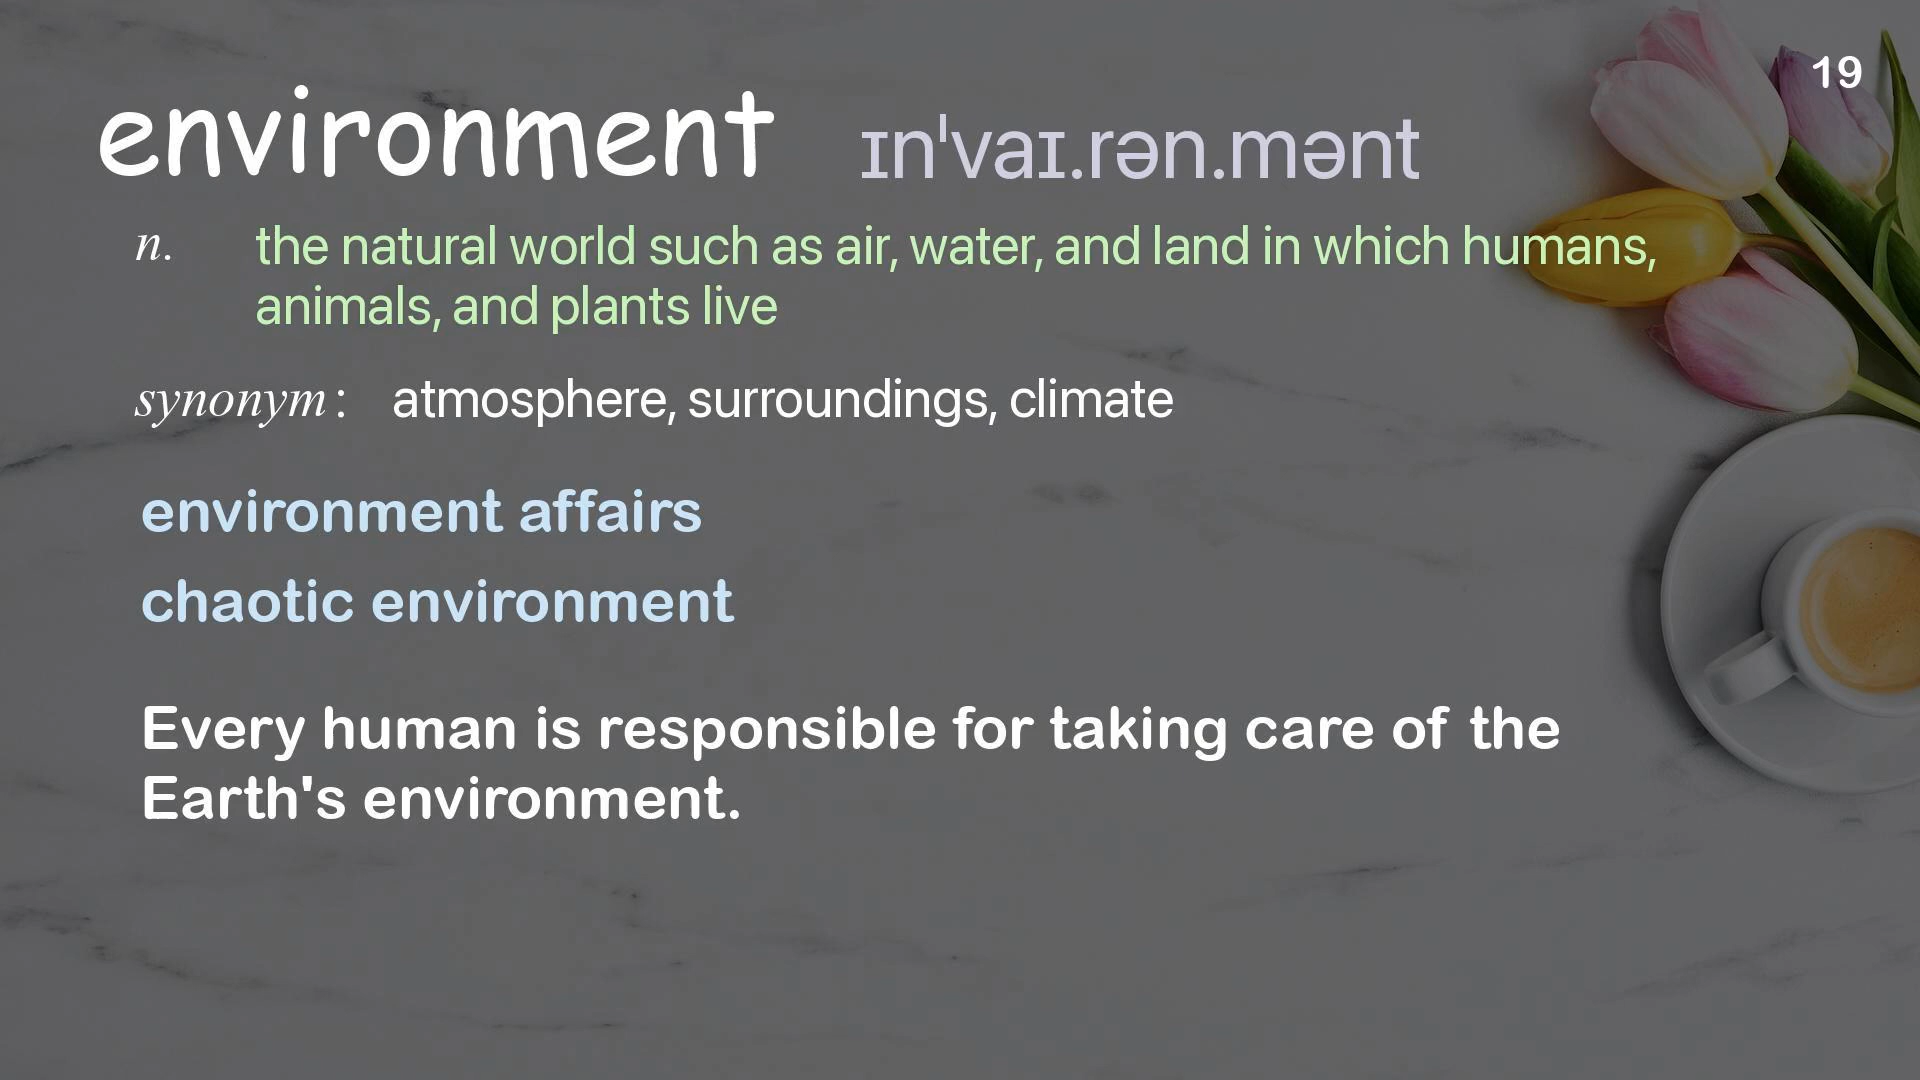 19
environment ɪnˈvaɪ.rən.mənt
n. the natural world such as air, water, and land in which humans,
animals, and plants live
synonym : atmosphere, surroundings, climate
environment affairs
chaotic environment
Every human is responsible for taking care of the
Earth's environment.